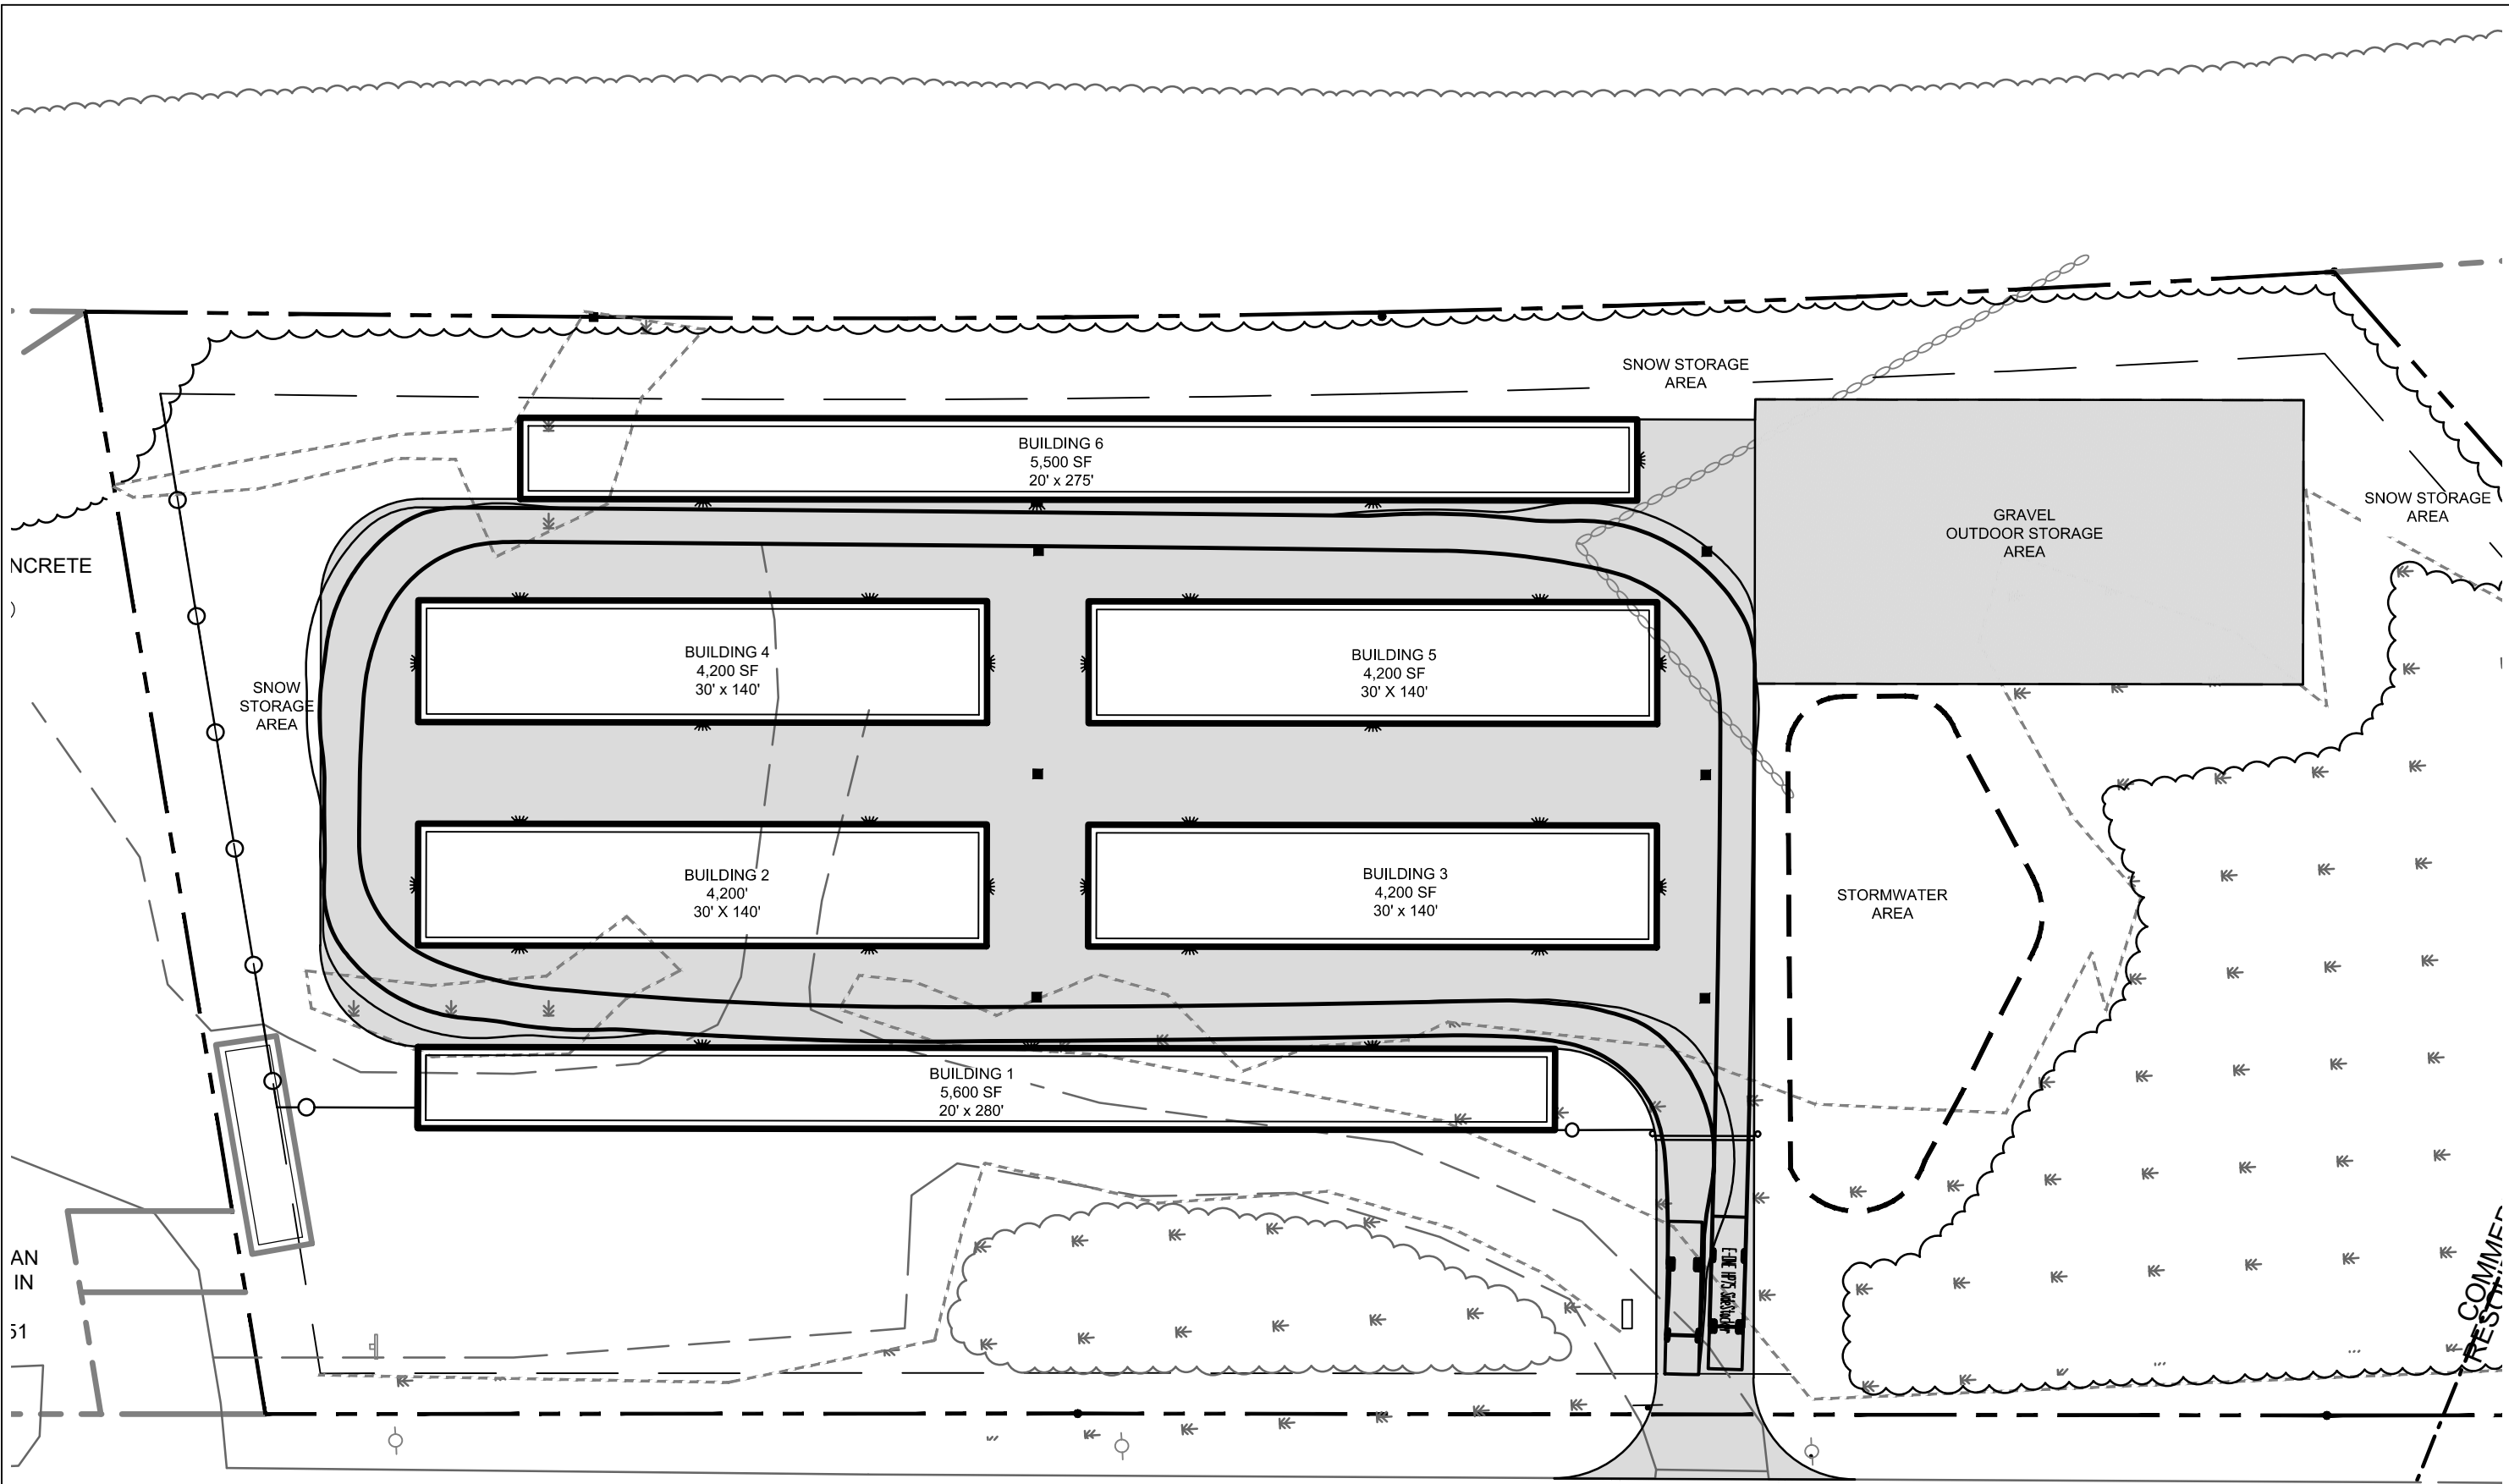 SNOW STORAGE
AREA
BUILDING 6
5,500 SF
20' x 275'
SNOW STORAGE
AREA
GRAVEL
OUTDOOR STORAGE
AREA
NCRETE
BUILDING 4
4,200 SF
30' x 140'
BUILDING 5
4,200 SF
30' X 140'
SNOW
STORAGE
AREA
BUILDING 2
4,200'
30' X 140'
BUILDING 3
4,200 SF
30' x 140'
STORMWATER
AREA
BUILDING 1
5,600 SF
20' x 280'
AN
IN
51
COMMER